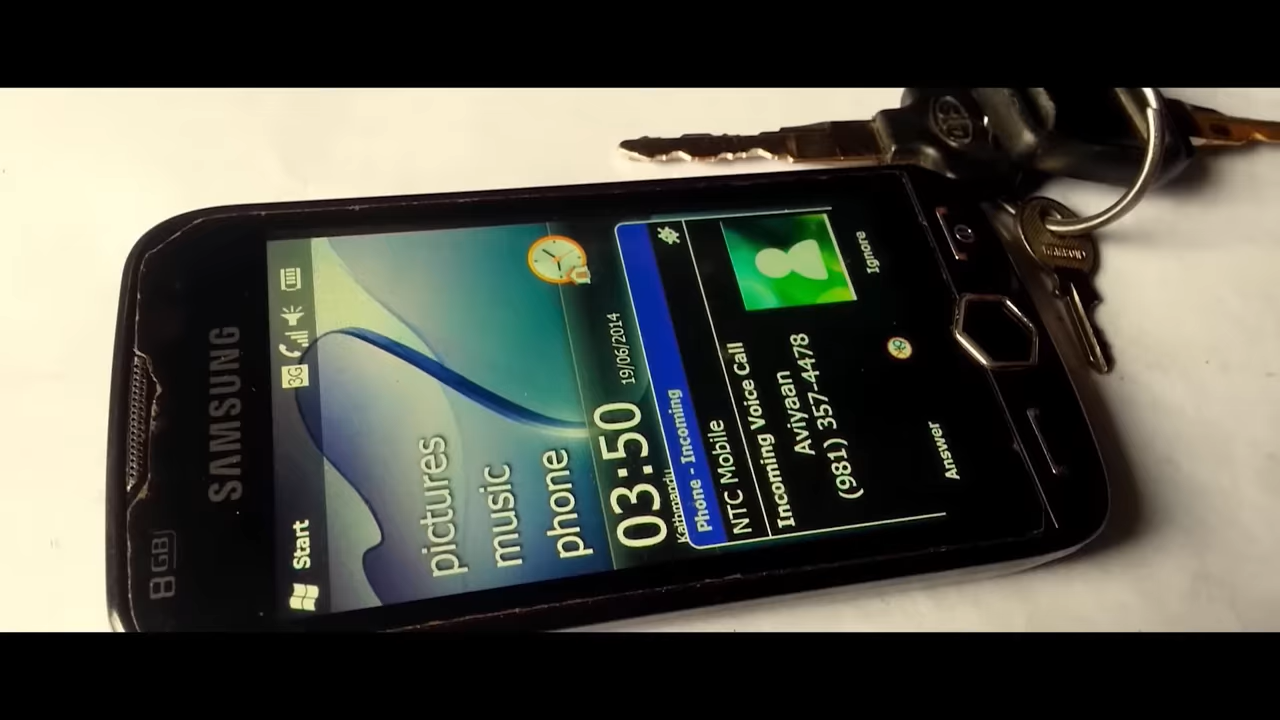 8GB
SAMSUNG
Start
3G
pictures
music
phone
03:50
19/06/2014
Kathmandu
Phone - Incoming
NTC Mobile
Incoming Voice Call
Aviyaan
(981) 357-4478
Answer
Ignore